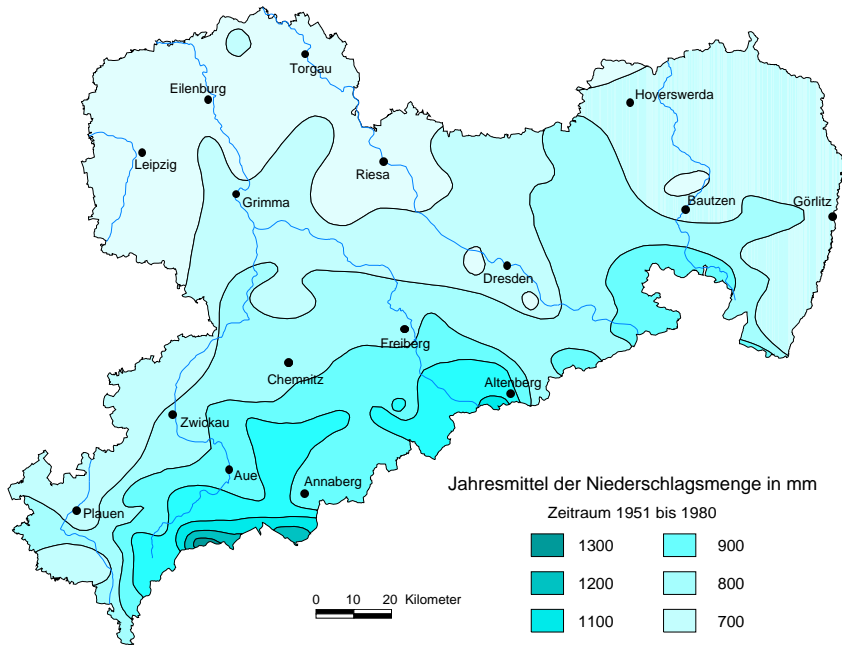 Torgau
Eilenburg
Hoyerswerda
Leipzig
Riesa
Grimma
Bautzen
Görlitz
Dresden
Freiberg
Chemnitz
Altenberg
Zwickau
Aue
Annaberg
Plauen
Jahresmittel der Niederschlagsmenge in mm
Zeitraum 1951 bis 1980
1300 900
1200 800
1100 700
0 10 20 Kilometer